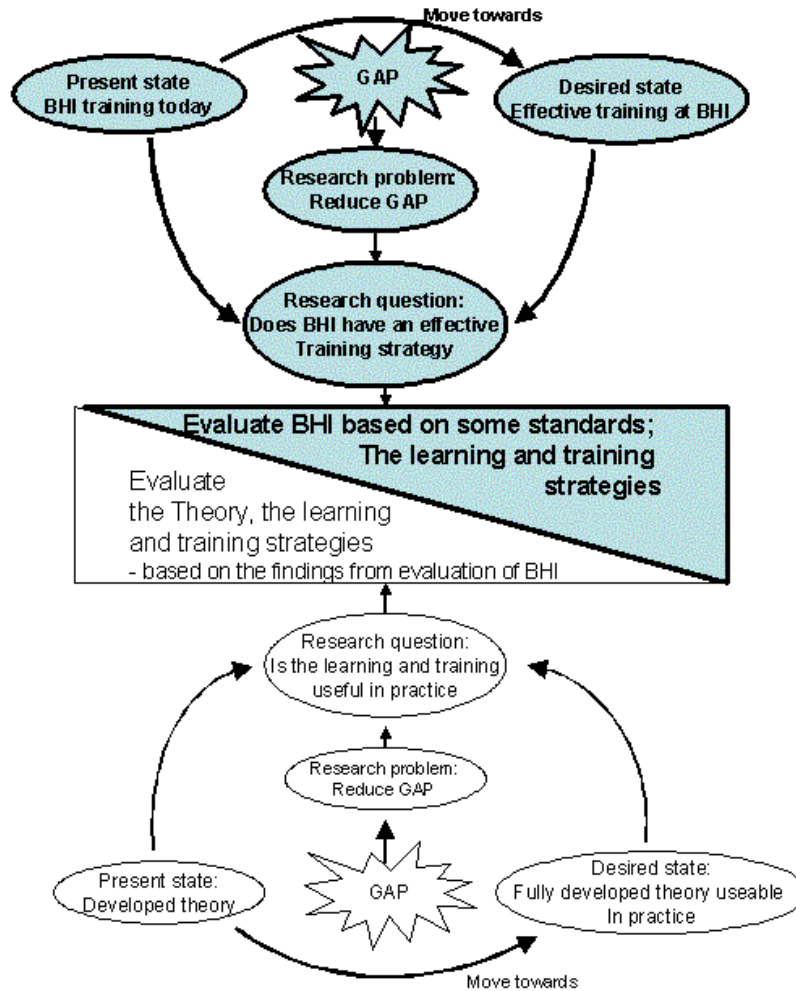 Move towards
Present state
BHI training today
GAP
Desired state
Effective training at BHI
Research problem:
Reduce GAP
Research question:
Does BHI have an effective
Training strategy
Evaluate BHI based on some standards;
The learning and training
strategies
Evaluate
the Theory, the learning
and training strategies
- based on the findings from evaluation of BHI
Research question:
Is the learning and training
useful in practice
Research problem:
Reduce GAP
Present state:
Developed theory
GAP
Desired state:
Fully developed theory useable
In practice
Move towards